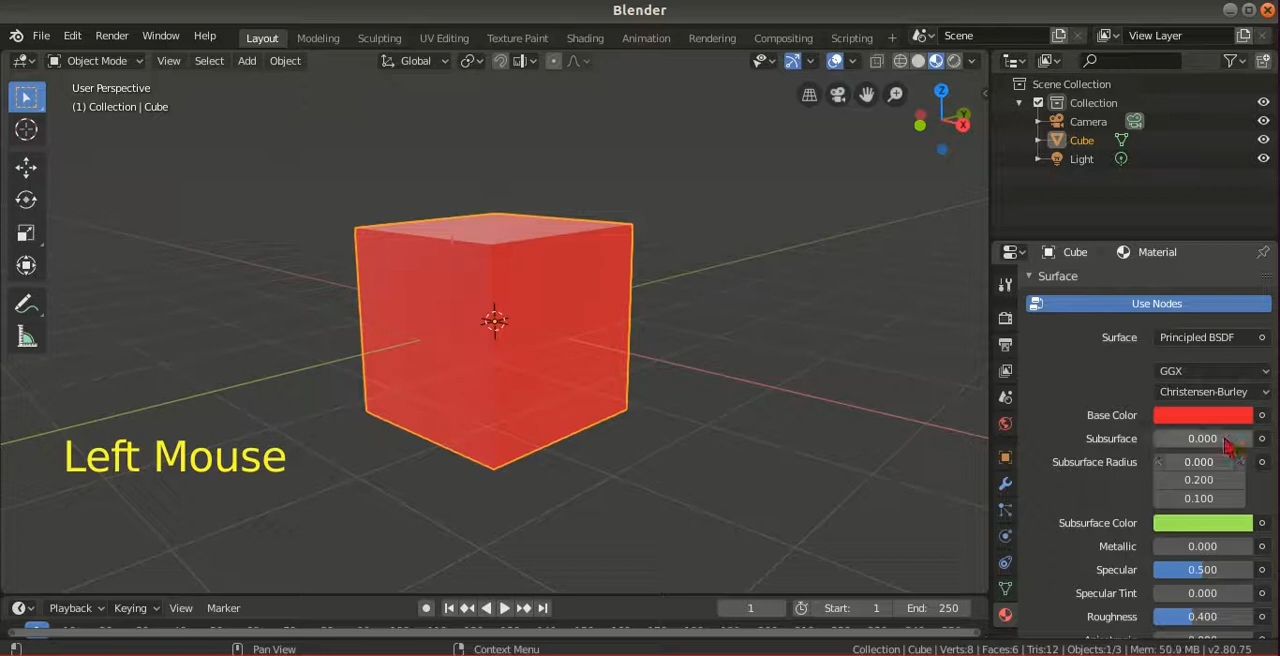 Blender
File Edit Render Window Help Layout Modeling Sculpting UV Editing Texture Paint Shading Animation Rendering Compositing Scripting + Scene View Layer
Object Mode View Select Add Object Global
User Perspective
(1) Collection | Cube
Z
Y
X
Scene Collection
Collection
Camera
Cube
Light
Cube Material
Surface
Use Nodes
Surface Principled BSDF
GGX
Christensen-Burley
Base Color
Subsurface 0.000
Subsurface Radius 0.000
0.200
0.100
Subsurface Color
Metallic 0.000
Specular 0.500
Specular Tint 0.000
Roughness 0.400
Left Mouse
Playback Keying View Marker 1 Start: 1 End: 250
Pan View Context Menu Collection | Cube | Verts:8 | Faces:6 | Tris:12 | Objects:1/3 | Mem: 50.9 MB | v2.80.75